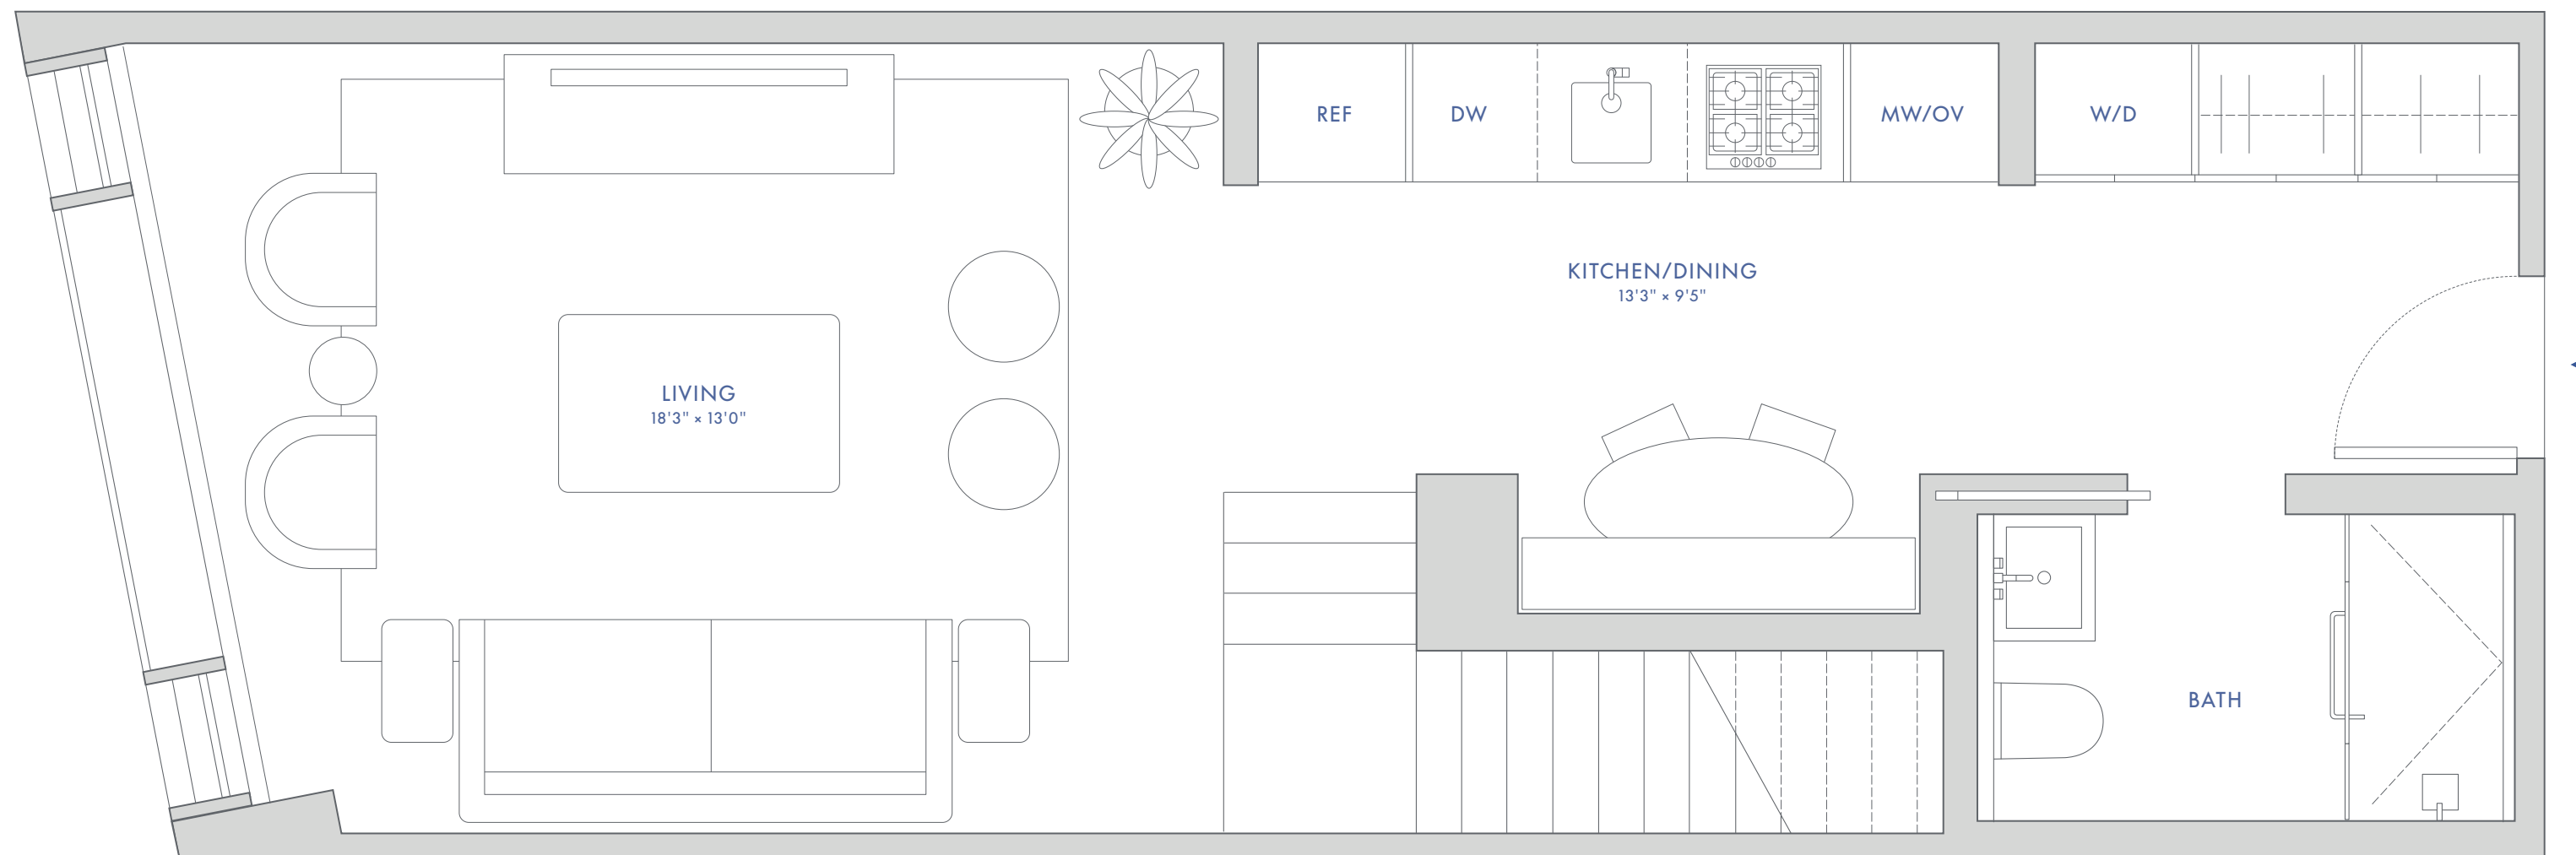 REF
DW
MW/OV
W/D
KITCHEN/DINING
13'3" × 9'5"
LIVING
18'3" × 13'0"
BATH